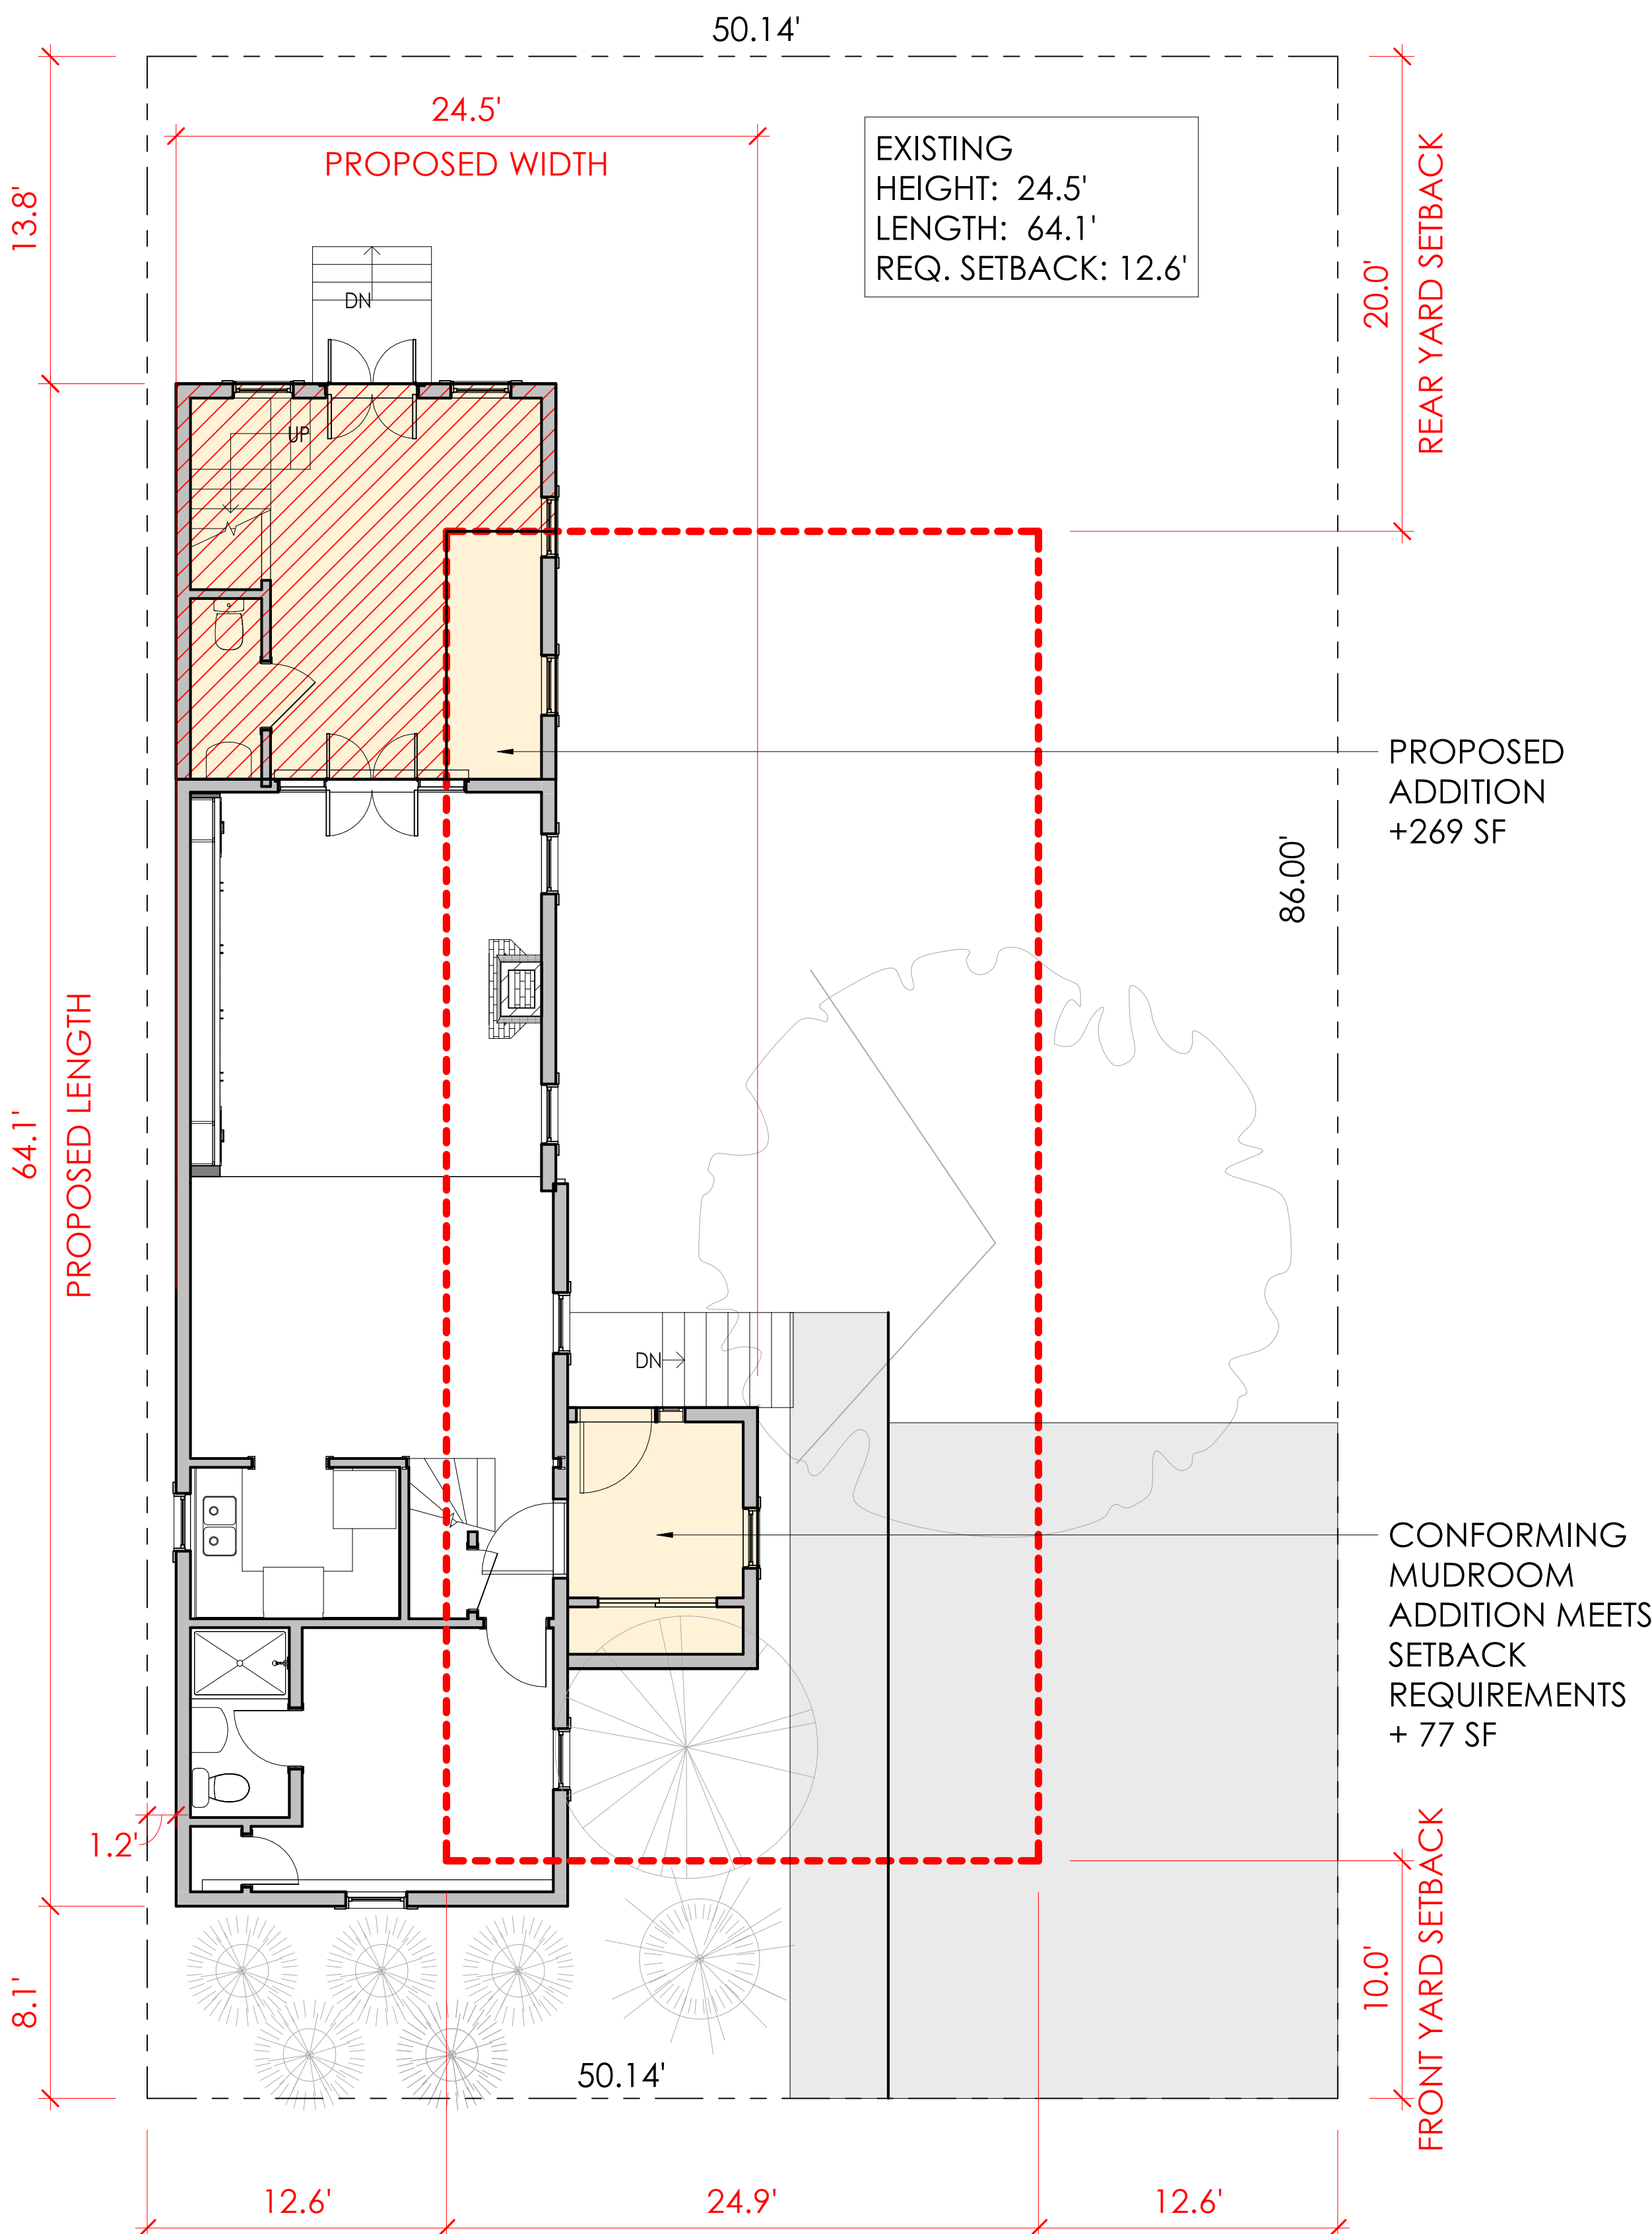 50.14'
24.5'
PROPOSED WIDTH
EXISTING
HEIGHT: 24.5'
LENGTH: 64.1'
REQ. SETBACK: 12.6'
13.8'
20.0'
REAR YARD SETBACK
DN
UP
PROPOSED
ADDITION
+269 SF
86.00'
64.1'
PROPOSED LENGTH
DN
CONFORMING
MUDROOM
ADDITION MEETS
SETBACK
REQUIREMENTS
+ 77 SF
1.2'
8.1'
10.0'
FRONT YARD SETBACK
50.14'
12.6'
24.9'
12.6'